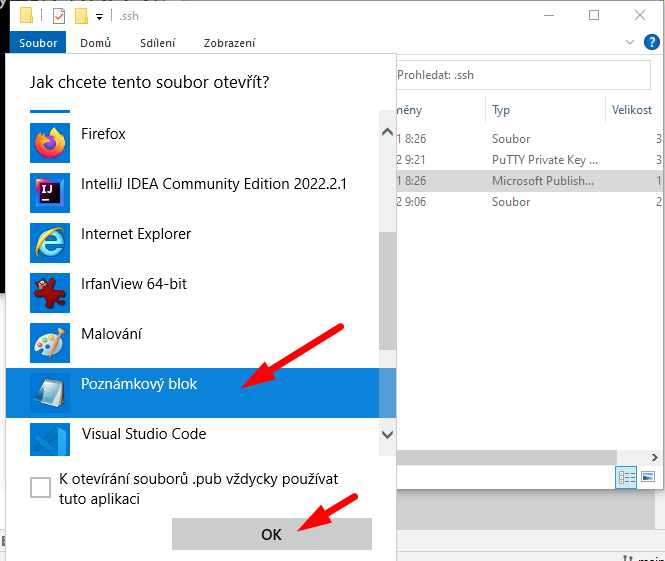 .ssh
Soubor Domů Sdílení Zobrazení
Jak chcete tento soubor otevřít?
Prohledat: .ssh
měny Typ Velikost
Firefox
1 8:26 Soubor 3
2 9:21 PuTTY Private Key ... 3
IntelliJ IDEA Community Edition 2022.2.1
1 8:26 Microsoft Publish... 1
2 9:06 Soubor 2
Internet Explorer
IrfanView 64-bit
Malování
Poznámkový blok
Visual Studio Code
K otevírání souborů .pub vždycky používat
tuto aplikaci
OK